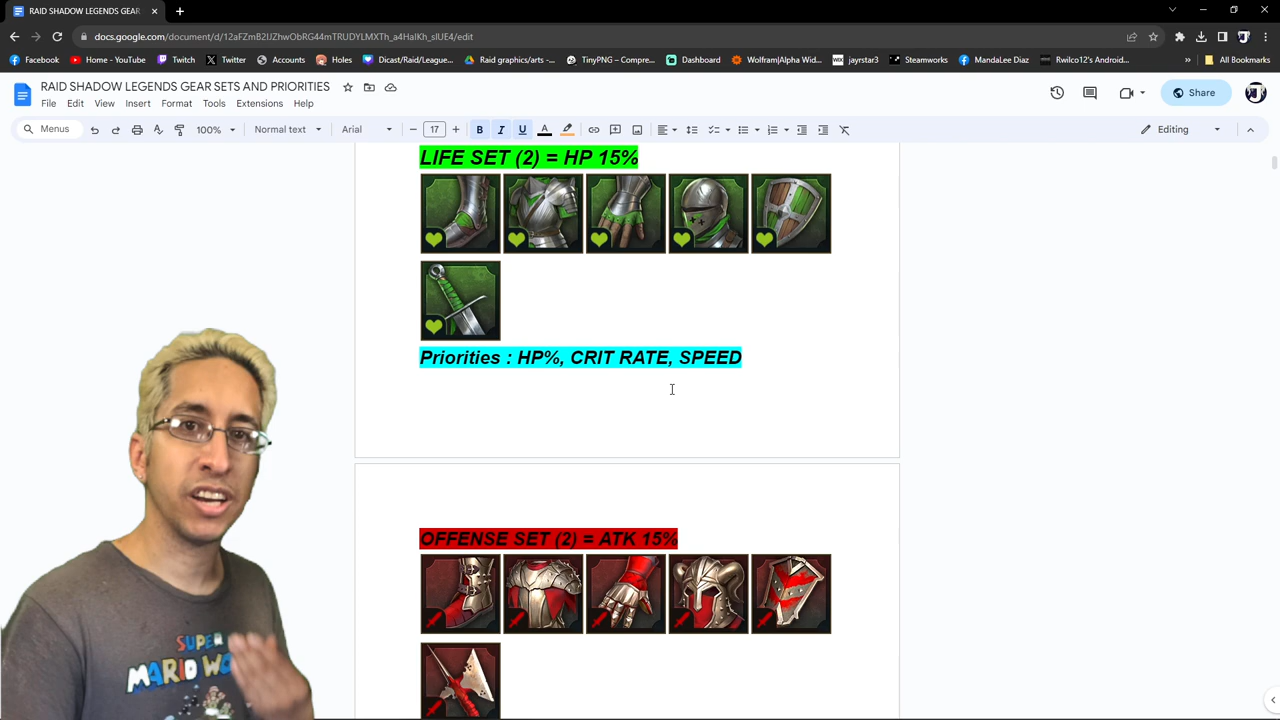 RAID SHADOW LEGENDS GEAR
docs.google.com/document/d/12aFZmB2IJZhwObRG44mTRUDYLMXTh_a4HaIKh_slUE4/edit
Facebook Home - YouTube Twitch Twitter Accounts Holes Dicast/Raid/League... Raid graphics/arts -... TinyPNG – Compre... Dashboard Wolfram|Alpha Wid... WIX jayrstar3 Steamworks MandaLee Diaz Rwilco12's Android... » All Bookmarks
RAID SHADOW LEGENDS GEAR SETS AND PRIORITIES
File Edit View Insert Format Tools Extensions Help
Share
Menus 100% Normal text Arial − 17 + B I U A Editing
LIFE SET (2) = HP 15%
Priorities : HP%, CRIT RATE, SPEED
OFFENSE SET (2) = ATK 15%
SUPER
MARIO WO